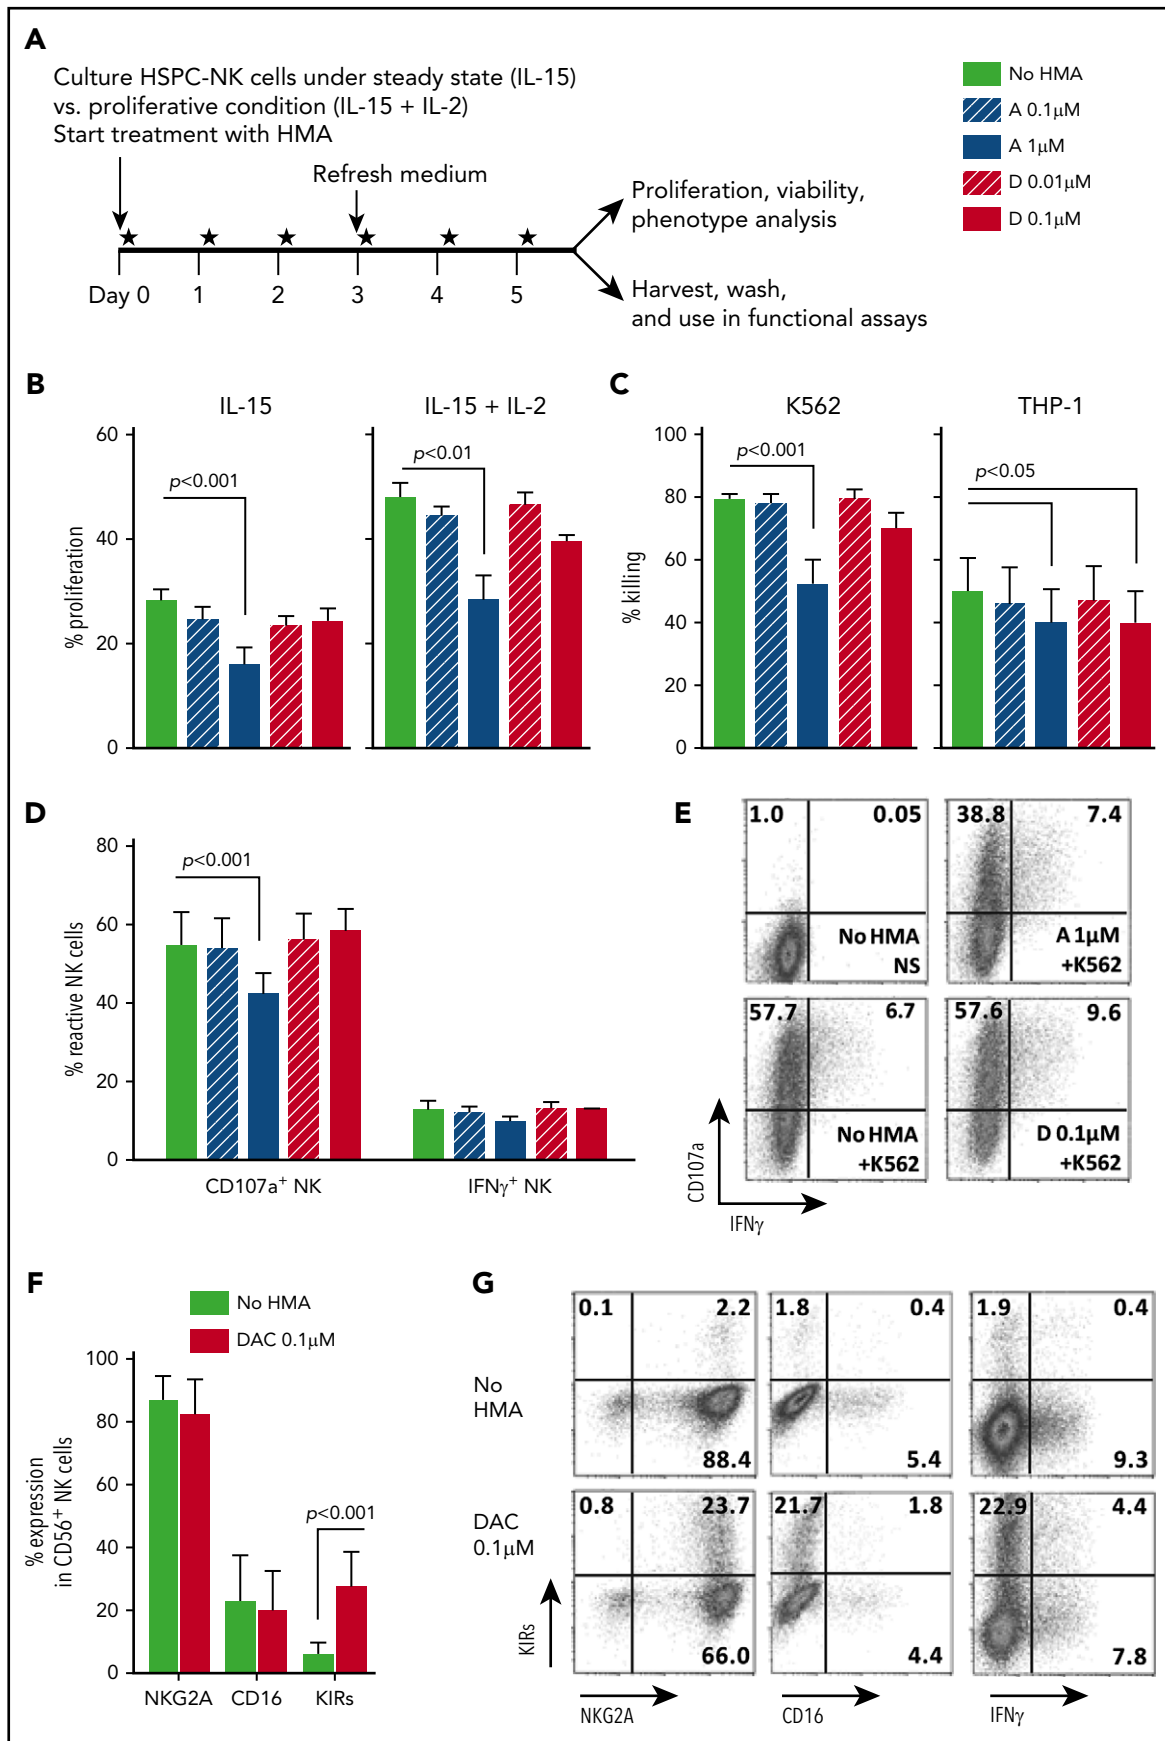 A
Culture HSPC-NK cells under steady state (IL-15)
vs. proliferative condition (IL-15 + IL-2)
Start treatment with HMA
Refresh medium
Day 0 1 2 3 4 5
Proliferation, viability,
phenotype analysis
Harvest, wash,
and use in functional assays
No HMA
A 0.1μM
A 1μM
D 0.01μM
D 0.1μM
B
IL-15
IL-15 + IL-2
% proliferation
60
40
20
0
p<0.001
p<0.01
C
K562
THP-1
% killing
100
80
60
40
20
0
p<0.001
p<0.05
D
% reactive NK cells
80
60
40
20
0
p<0.001
CD107a⁺ NK
IFNγ⁺ NK
E
1.0 0.05
No HMA
NS
38.8 7.4
A 1μM
+K562
57.7 6.7
No HMA
+K562
57.6 9.6
D 0.1μM
+K562
CD107a
IFNγ
F
No HMA
DAC 0.1μM
% expression
in CD56⁺ NK cells
100
80
60
40
20
0
p<0.001
NKG2A CD16 KIRs
G
No
HMA
0.1 2.2
88.4
1.8 0.4
5.4
1.9 0.4
9.3
DAC
0.1μM
0.8 23.7
66.0
21.7 1.8
4.4
22.9 4.4
7.8
KIRs
NKG2A
CD16
IFNγ